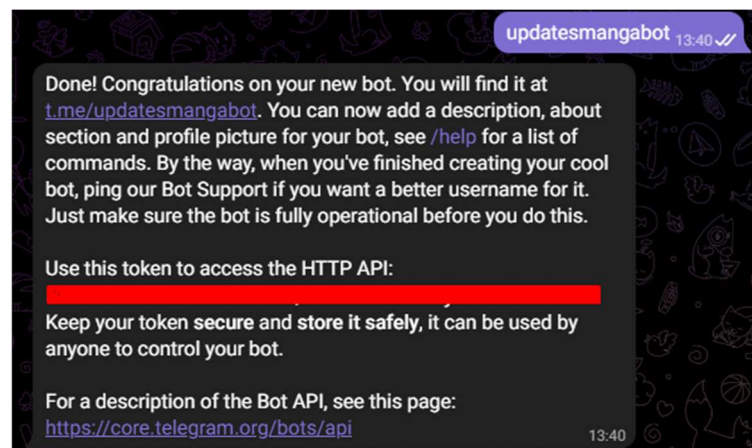 updatesmangabot 13:40
Done! Congratulations on your new bot. You will find it at
t.me/updatesmangabot. You can now add a description, about
section and profile picture for your bot, see /help for a list of
commands. By the way, when you've finished creating your cool
bot, ping our Bot Support if you want a better username for it.
Just make sure the bot is fully operational before you do this.
Use this token to access the HTTP API:
Keep your token secure and store it safely, it can be used by
anyone to control your bot.
For a description of the Bot API, see this page:
https://core.telegram.org/bots/api 13:40